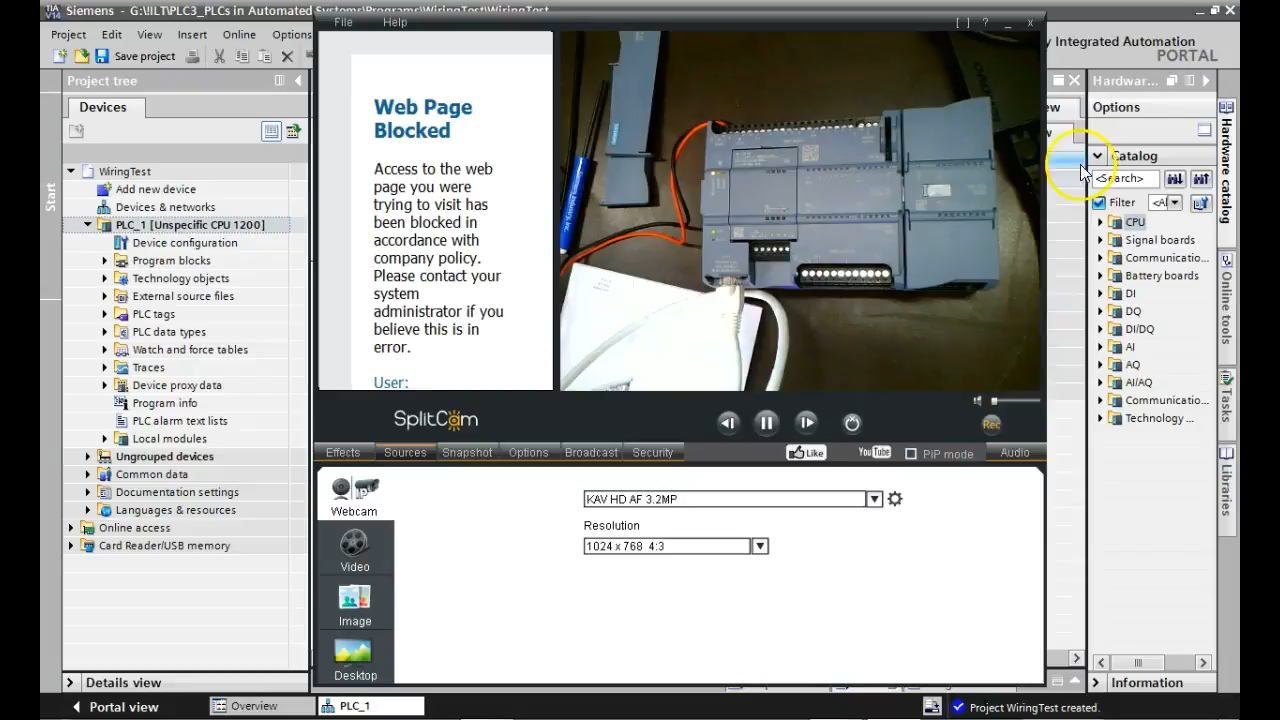 TIA
V14
Siemens - G:\!ILT\PLC3_PLCs in Automated Systems\Programs\WiringTest\WiringTest
Project Edit View Insert Online Options
Save project
y Integrated Automation
PORTAL
File Help
[ ] ? _ x
Project tree
Devices
Start
WiringTest
Add new device
Devices & networks
PLC_1 [Unspecific CPU 1200]
Device configuration
Program blocks
Technology objects
External source files
PLC tags
PLC data types
Watch and force tables
Traces
Device proxy data
Program info
PLC alarm text lists
Local modules
Ungrouped devices
Common data
Documentation settings
Languages & resources
Online access
Card Reader/USB memory
Details view
Web Page
Blocked
Access to the web
page you were
trying to visit has
been blocked in
accordance with
company policy.
Please contact your
system
administrator if you
believe this is in
error.
User:
SplitCam
Rec
Effects Sources Snapshot Options Broadcast Security
Like
YouTube
PiP mode
Audio
Webcam
Video
Image
Desktop
KAV HD AF 3.2MP
Resolution
1024 x 768 4:3
Hardwar...
Options
Catalog
<Search>
Filter
<Al
CPU
Signal boards
Communicatio...
Battery boards
DI
DQ
DI/DQ
AI
AQ
AI/AQ
Communicatio...
Technology ...
Information
Hardware catalog
Online tools
Tasks
Libraries
Portal view
Overview
PLC_1
Project WiringTest created.